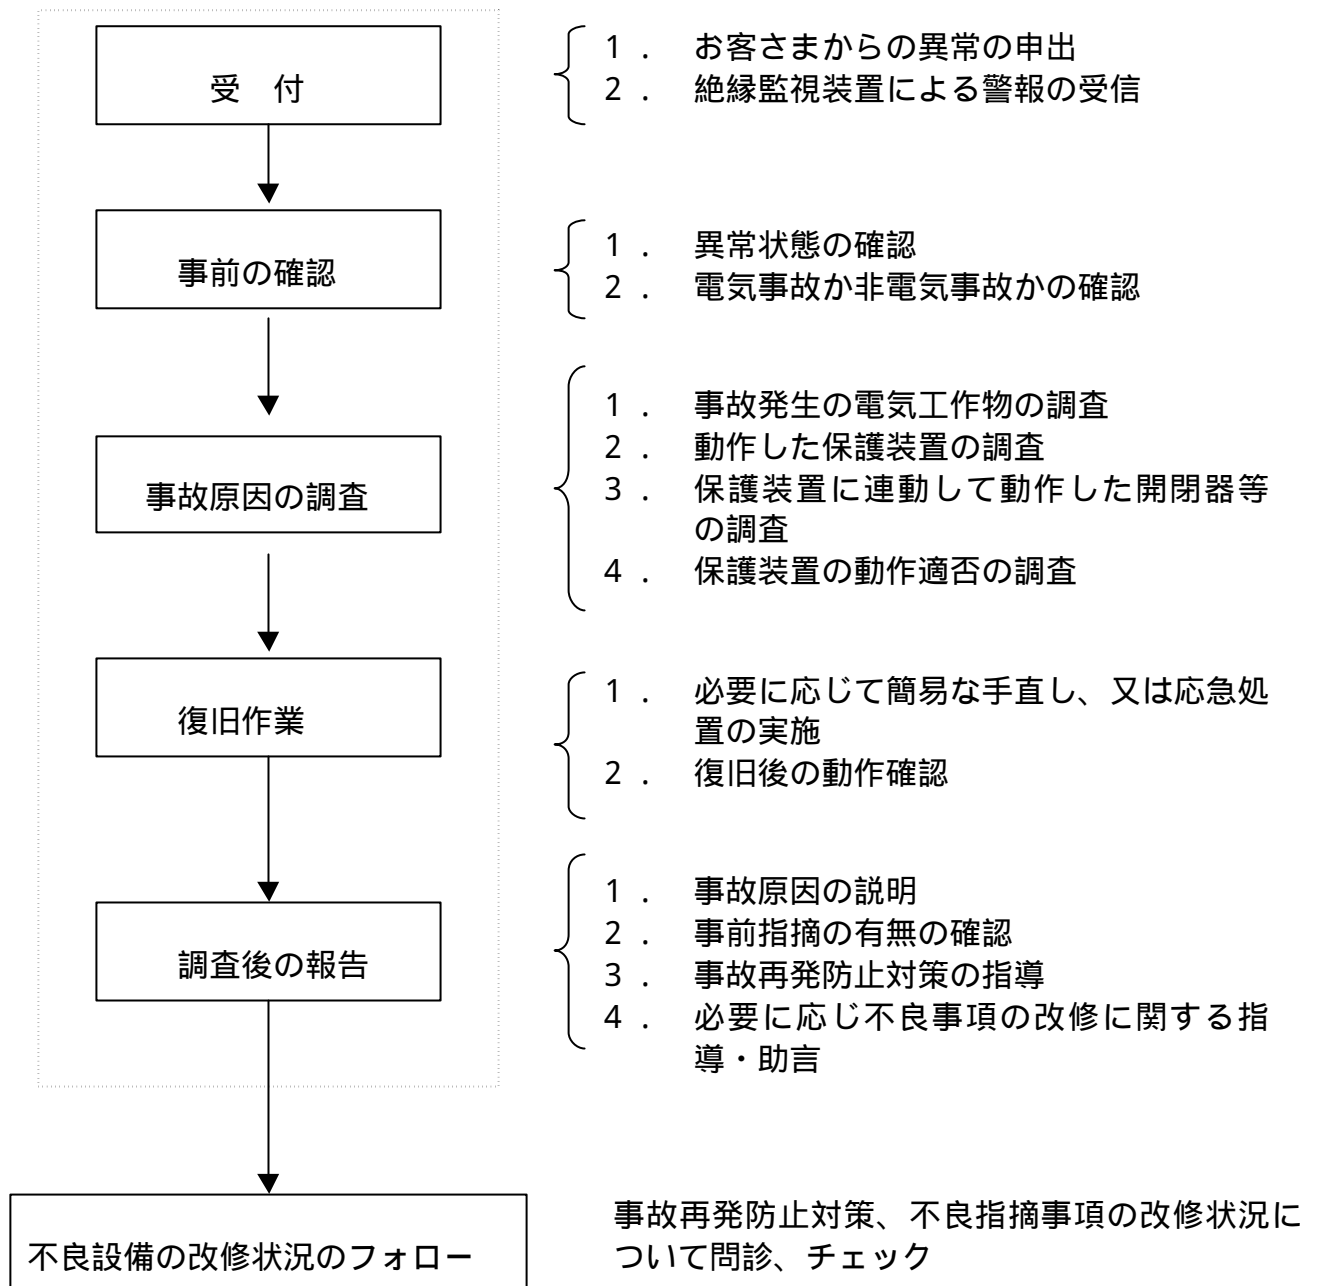 受　付
1． お客さまからの異常の申出
2． 絶縁監視装置による警報の受信
事前の確認
1． 異常状態の確認
2． 電気事故か非電気事故かの確認
事故原因の調査
1． 事故発生の電気工作物の調査
2． 動作した保護装置の調査
3． 保護装置に連動して動作した開閉器等
の調査
4． 保護装置の動作適否の調査
復旧作業
1． 必要に応じて簡易な手直し、又は応急処
置の実施
2． 復旧後の動作確認
調査後の報告
1． 事故原因の説明
2． 事前指摘の有無の確認
3． 事故再発防止対策の指導
4． 必要に応じ不良事項の改修に関する指
導・助言
不良設備の改修状況のフォロー
事故再発防止対策、不良指摘事項の改修状況に
ついて問診、チェック